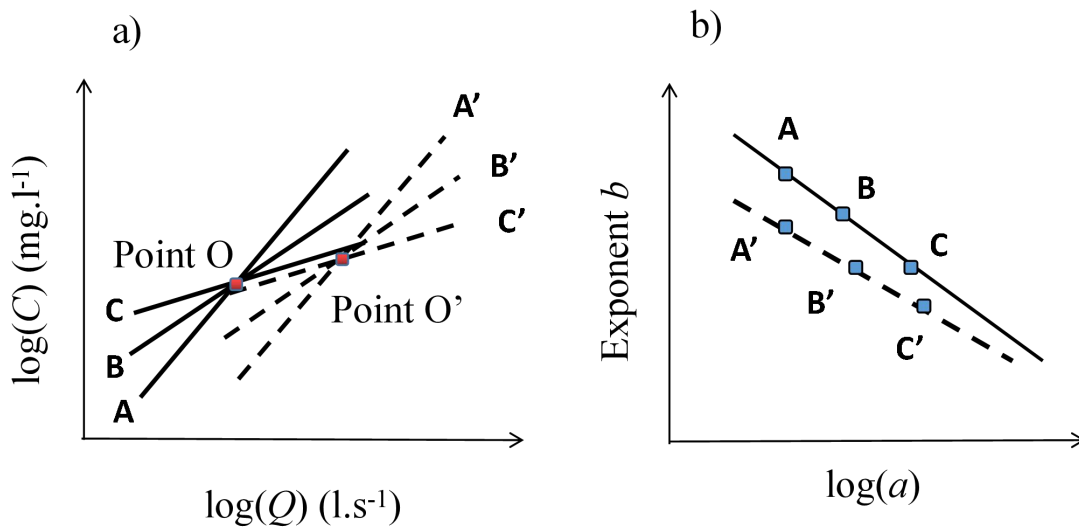 a)
log(C) (mg.l-1)
A’
B’
C’
Point O
Point O’
C
B
A
log(Q) (l.s-1)
b)
Exponent b
A
B
C
A’
B’
C’
log(a)